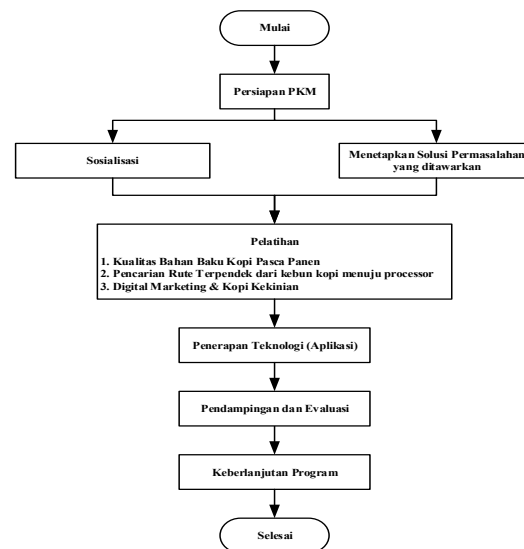 Mulai
Persiapan PKM
Sosialisasi
Menetapkan Solusi Permasalahan
yang ditawarkan
Pelatihan
1. Kualitas Bahan Baku Kopi Pasca Panen
2. Pencarian Rute Terpendek dari kebun kopi menuju processor
3. Digital Marketing & Kopi Kekinian
Penerapan Teknologi (Aplikasi)
Pendampingan dan Evaluasi
Keberlanjutan Program
Selesai